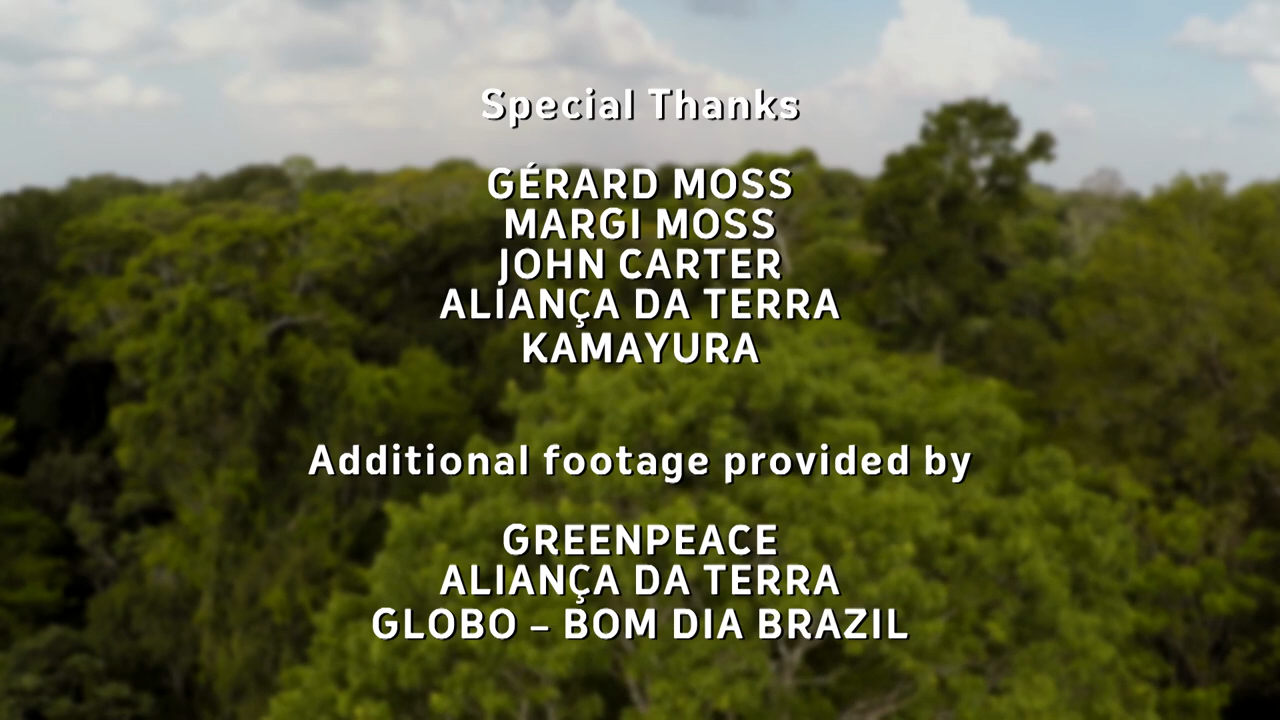 Special Thanks
GÉRARD MOSS
MARGI MOSS
JOHN CARTER
ALIANÇA DA TERRA
KAMAYURA
Additional footage provided by
GREENPEACE
ALIANÇA DA TERRA
GLOBO – BOM DIA BRAZIL